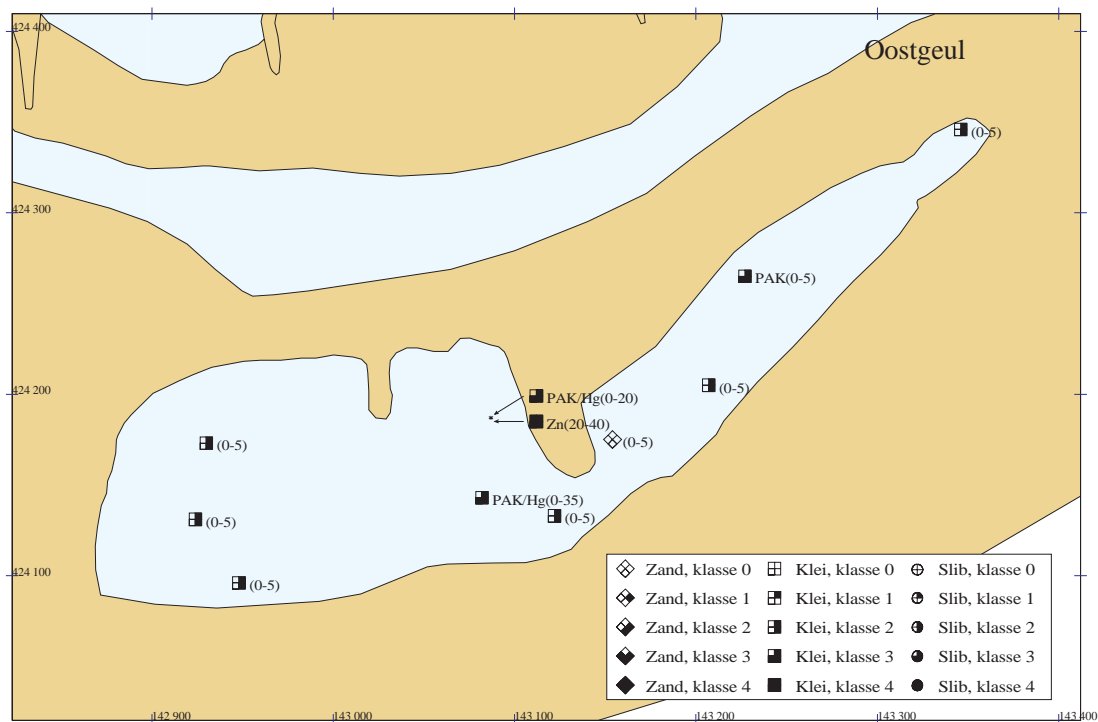 424 400
Oostgeul
(0-5)
424 300
PAK(0-5)
424 200
(0-5)
PAK/Hg(0-20)
Zn(20-40)
(0-5)
(0-5)
PAK/Hg(0-35)
(0-5)
(0-5)
424 100
(0-5)
Zand, klasse 0 Klei, klasse 0 Slib, klasse 0
Zand, klasse 1 Klei, klasse 1 Slib, klasse 1
Zand, klasse 2 Klei, klasse 2 Slib, klasse 2
Zand, klasse 3 Klei, klasse 3 Slib, klasse 3
Zand, klasse 4 Klei, klasse 4 Slib, klasse 4
142 900 143 000 143 100 143 200 143 300 143 400